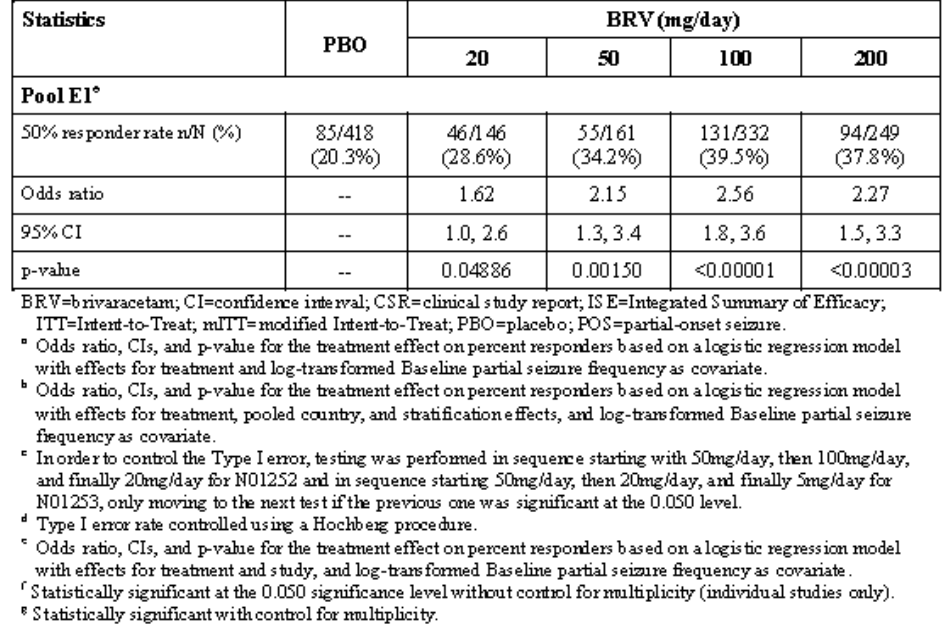 Statistics PBO BRV (mg/day)
20 50 100 200
Pool E1ᵉ
50% responder rate n/N (%) 85/418 (20.3%) 46/146 (28.6%) 55/161 (34.2%) 131/332 (39.5%) 94/249 (37.8%)
Odds ratio -- 1.62 2.15 2.56 2.27
95% CI -- 1.0, 2.6 1.3, 3.4 1.8, 3.6 1.5, 3.3
p-value -- 0.04886 0.00150 <0.00001 <0.00003
BRV=brivaracetam; CI=confidence interval; CSR=clinical study report; ISE=Integrated Summary of Efficacy;
ITT=Intent-to-Treat; mITT=modified Intent-to-Treat; PBO=placebo; POS=partial-onset seizure.
ᵃ Odds ratio, CIs, and p-value for the treatment effect on percent responders based on a logistic regression model
with effects for treatment and log-transformed Baseline partial seizure frequency as covariate.
ᵇ Odds ratio, CIs, and p-value for the treatment effect on percent responders based on a logistic regression model
with effects for treatment, pooled country, and stratification effects, and log-transformed Baseline partial seizure
frequency as covariate.
ᶜ In order to control the Type I error, testing was performed in sequence starting with 50mg/day, then 100mg/day,
and finally 20mg/day for N01252 and in sequence starting 50mg/day, then 20mg/day, and finally 5mg/day for
N01253, only moving to the next test if the previous one was significant at the 0.050 level.
ᵈ Type I error rate controlled using a Hochberg procedure.
ᵉ Odds ratio, CIs, and p-value for the treatment effect on percent responders based on a logistic regression model
with effects for treatment and study, and log-transformed Baseline partial seizure frequency as covariate.
ᶠ Statistically significant at the 0.050 significance level without control for multiplicity (individual studies only).
ᵍ Statistically significant with control for multiplicity.